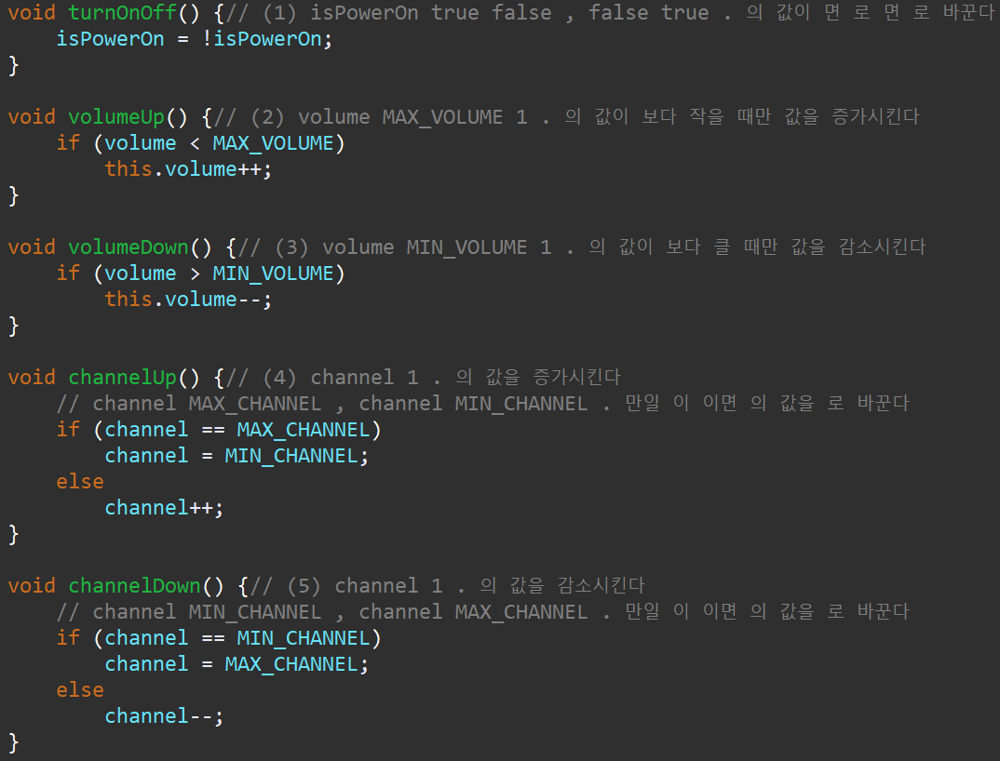 void turnOnOff() {// (1) isPowerOn true false , false true . 의 값이 면 로 면 로 바꾼다
    isPowerOn = !isPowerOn;
}

void volumeUp() {// (2) volume MAX_VOLUME 1 . 의 값이 보다 작을 때만 값을 증가시킨다
    if (volume < MAX_VOLUME)
        this.volume++;
}

void volumeDown() {// (3) volume MIN_VOLUME 1 . 의 값이 보다 클 때만 값을 감소시킨다
    if (volume > MIN_VOLUME)
        this.volume--;
}

void channelUp() {// (4) channel 1 . 의 값을 증가시킨다
    // channel MAX_CHANNEL , channel MIN_CHANNEL . 만일 이 이면 의 값을 로 바꾼다
    if (channel == MAX_CHANNEL)
        channel = MIN_CHANNEL;
    else
        channel++;
}

void channelDown() {// (5) channel 1 . 의 값을 감소시킨다
    // channel MIN_CHANNEL , channel MAX_CHANNEL . 만일 이 이면 의 값을 로 바꾼다
    if (channel == MIN_CHANNEL)
        channel = MAX_CHANNEL;
    else
        channel--;
}